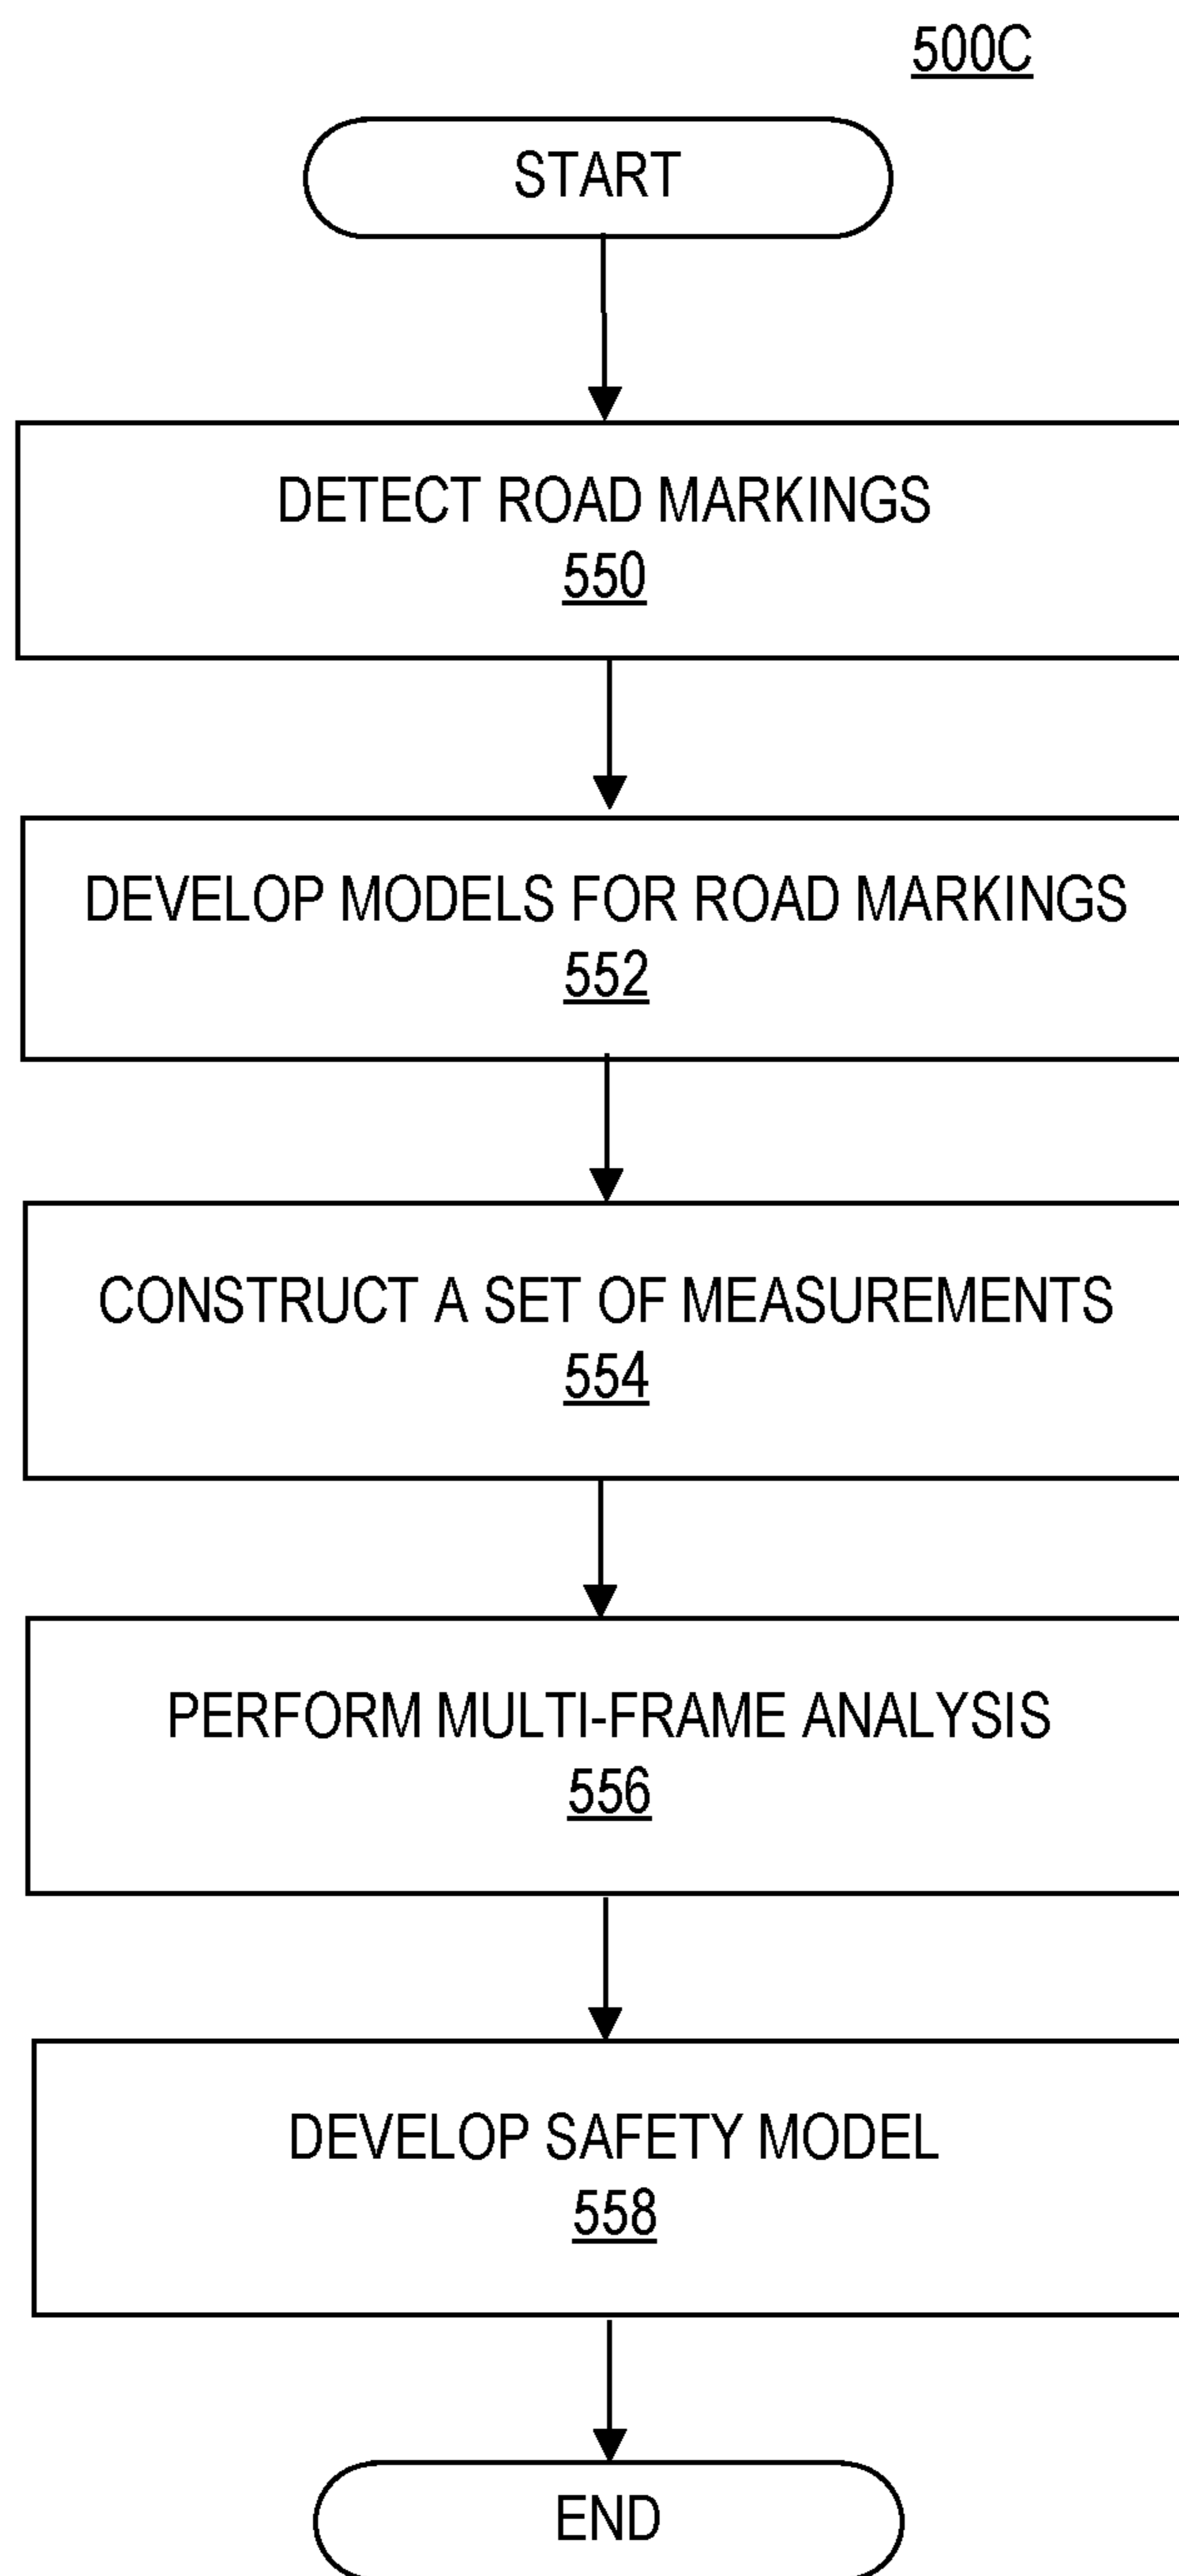 500C
START
DETECT ROAD MARKINGS
550
DEVELOP MODELS FOR ROAD MARKINGS
552
CONSTRUCT A SET OF MEASUREMENTS
554
PERFORM MULTI-FRAME ANALYSIS
556
DEVELOP SAFETY MODEL
558
END